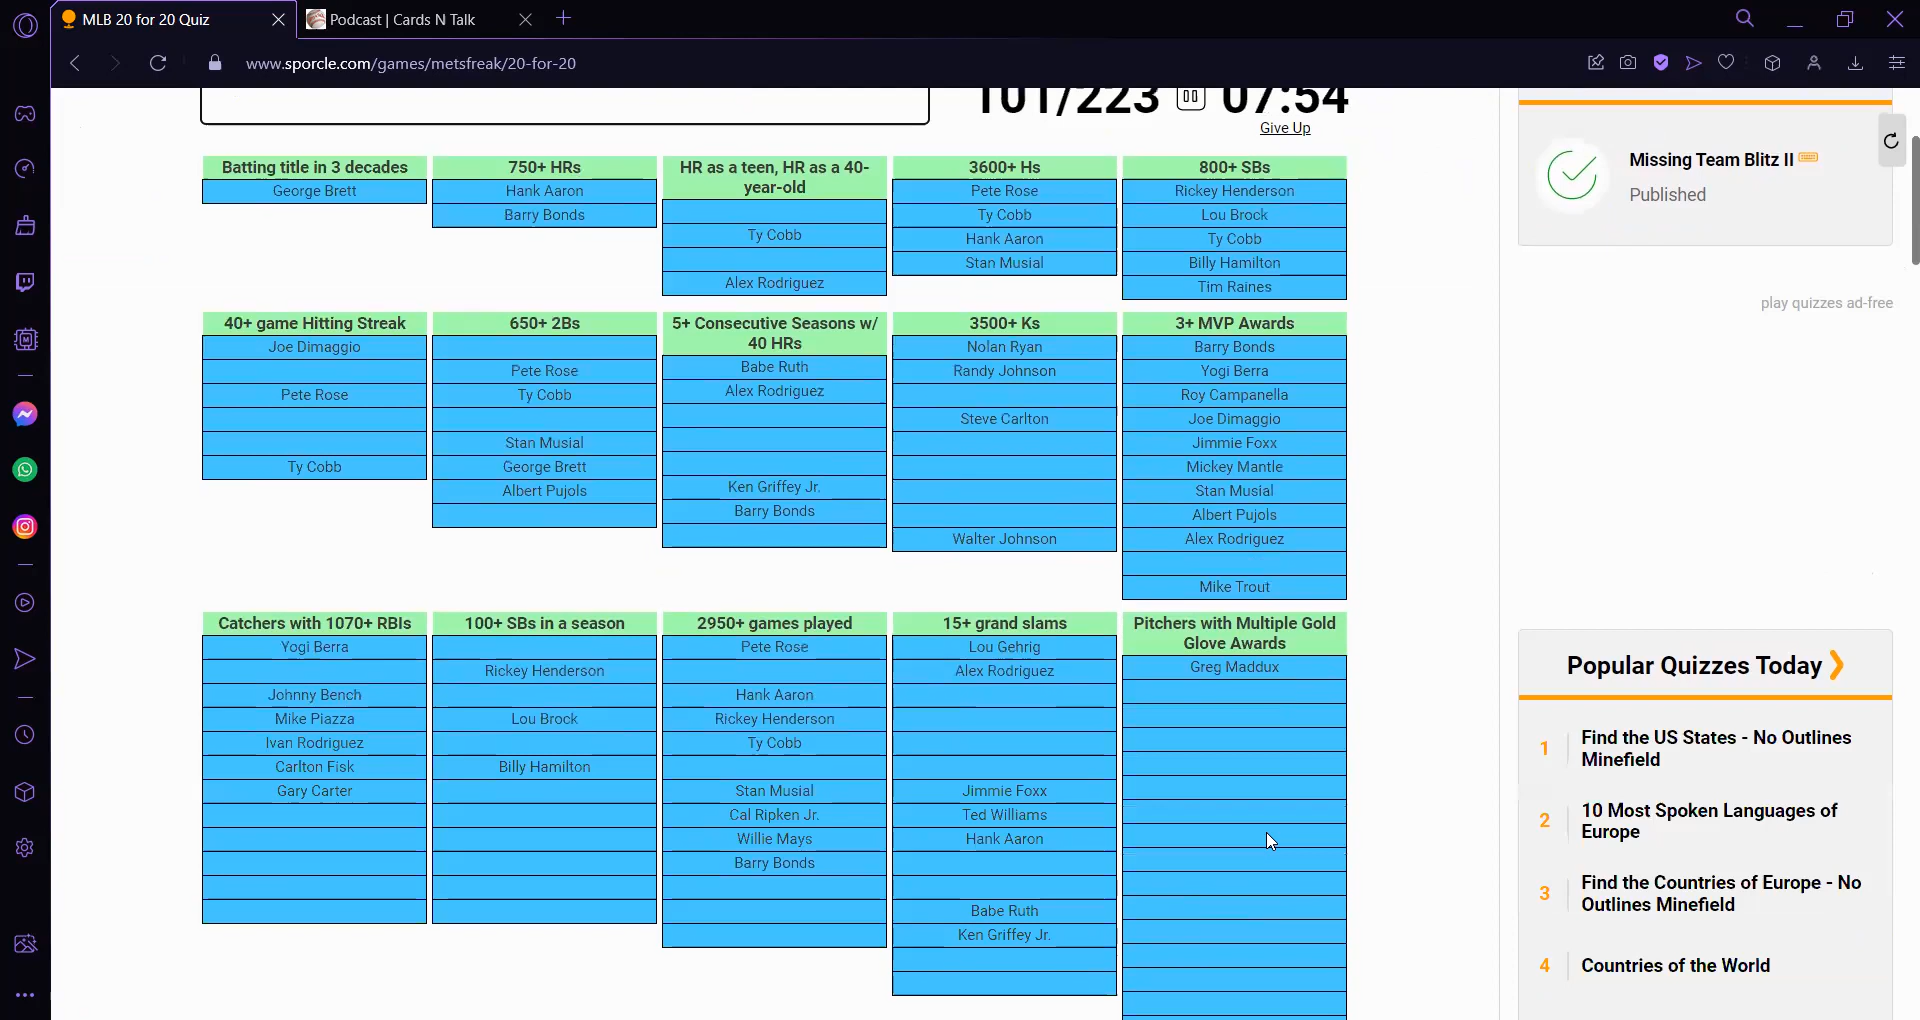 MLB 20 for 20 Quiz
Podcast | Cards N Talk
www.sporcle.com/games/metsfreak/20-for-20
101/223
07:54
Give Up
Batting title in 3 decades
George Brett
750+ HRs
Hank Aaron
Barry Bonds
HR as a teen, HR as a 40-
year-old
Ty Cobb
Alex Rodriguez
3600+ Hs
Pete Rose
Ty Cobb
Hank Aaron
Stan Musial
800+ SBs
Rickey Henderson
Lou Brock
Ty Cobb
Billy Hamilton
Tim Raines
40+ game Hitting Streak
Joe Dimaggio
Pete Rose
Ty Cobb
650+ 2Bs
Pete Rose
Ty Cobb
Stan Musial
George Brett
Albert Pujols
5+ Consecutive Seasons w/
40 HRs
Babe Ruth
Alex Rodriguez
Ken Griffey Jr.
Barry Bonds
3500+ Ks
Nolan Ryan
Randy Johnson
Steve Carlton
Walter Johnson
3+ MVP Awards
Barry Bonds
Yogi Berra
Roy Campanella
Joe Dimaggio
Jimmie Foxx
Mickey Mantle
Stan Musial
Albert Pujols
Alex Rodriguez
Mike Trout
Catchers with 1070+ RBIs
Yogi Berra
Johnny Bench
Mike Piazza
Ivan Rodriguez
Carlton Fisk
Gary Carter
100+ SBs in a season
Rickey Henderson
Lou Brock
Billy Hamilton
2950+ games played
Pete Rose
Hank Aaron
Rickey Henderson
Ty Cobb
Stan Musial
Cal Ripken Jr.
Willie Mays
Barry Bonds
15+ grand slams
Lou Gehrig
Alex Rodriguez
Jimmie Foxx
Ted Williams
Hank Aaron
Babe Ruth
Ken Griffey Jr.
Pitchers with Multiple Gold
Glove Awards
Greg Maddux
Missing Team Blitz II
Published
play quizzes ad-free
Popular Quizzes Today
1
Find the US States - No Outlines
Minefield
2
10 Most Spoken Languages of
Europe
3
Find the Countries of Europe - No
Outlines Minefield
4
Countries of the World